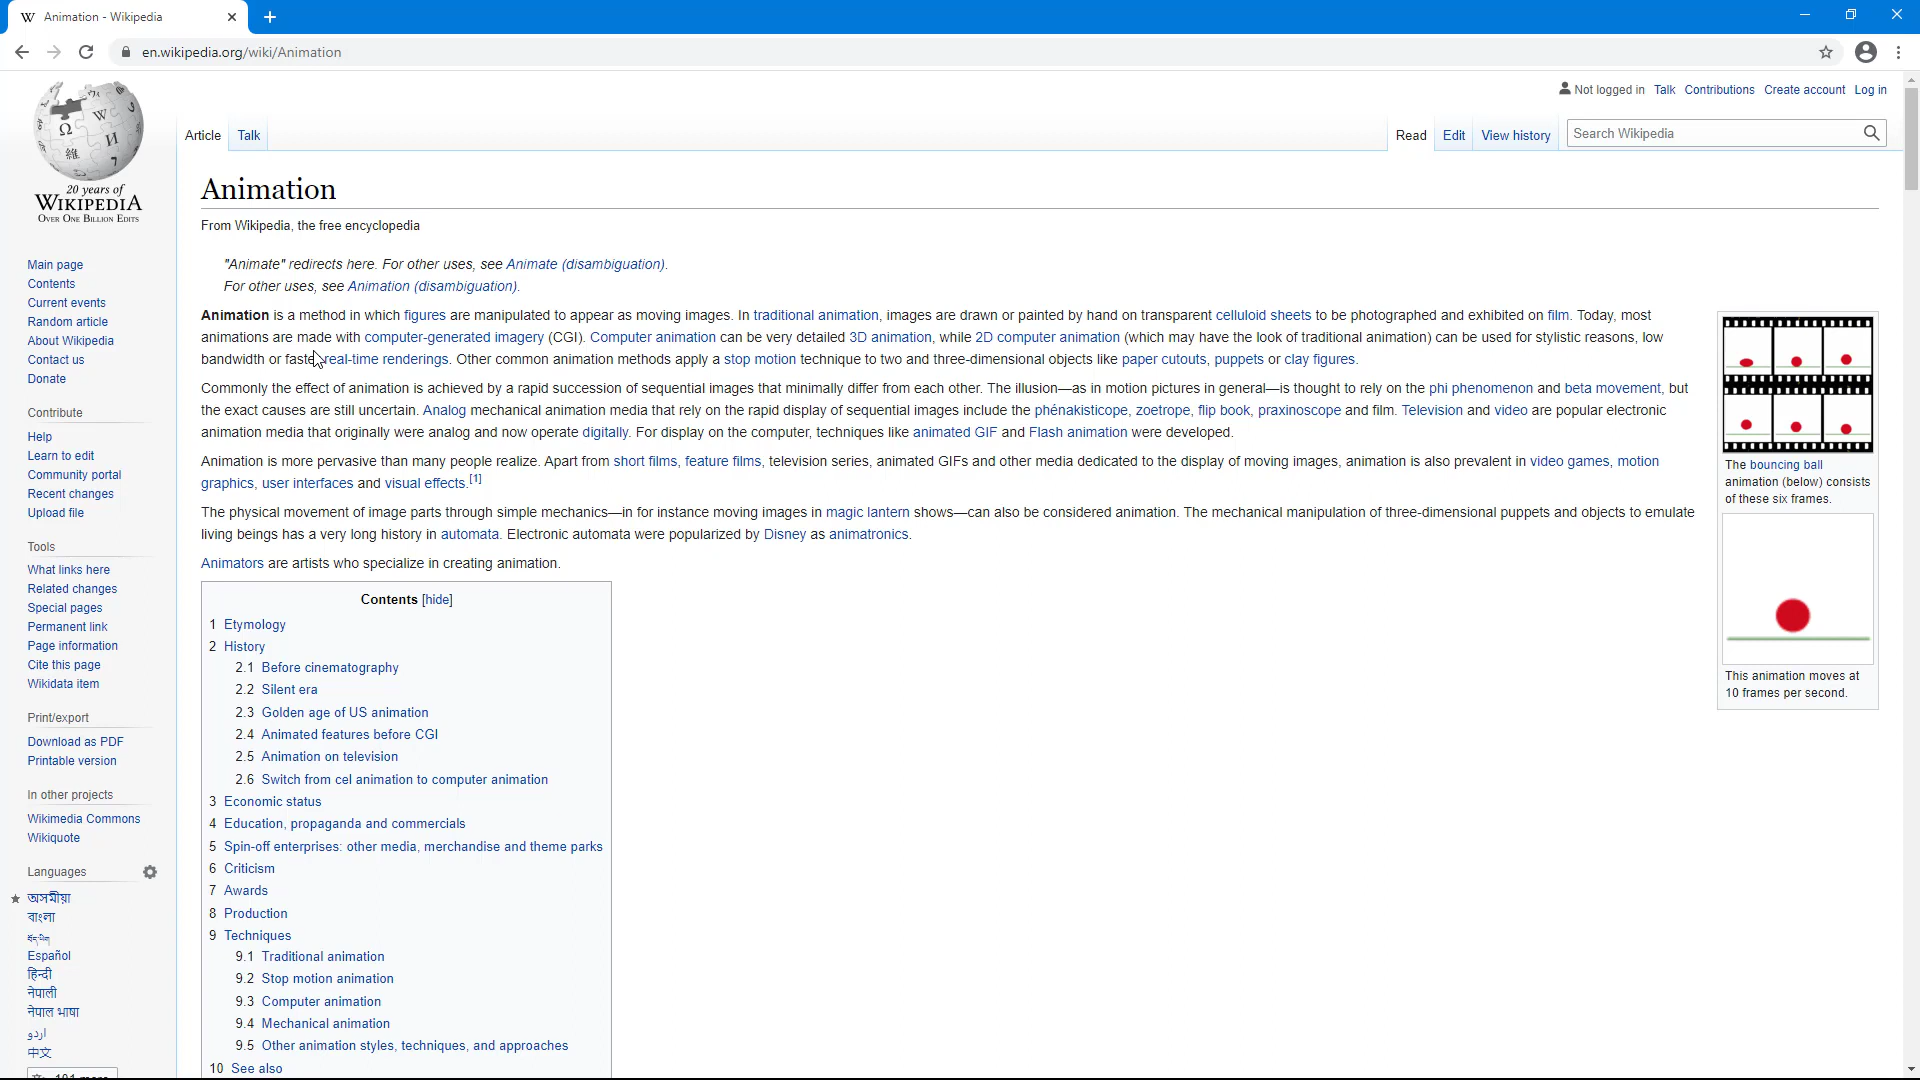 Animation - Wikipedia
en.wikipedia.org/wiki/Animation
Not logged in Talk Contributions Create account Log in
Article Talk
Read Edit View history Search Wikipedia
20 years of
WIKIPEDIA
OVER ONE BILLION EDITS
Main page
Contents
Current events
Random article
About Wikipedia
Contact us
Donate
Contribute
Help
Learn to edit
Community portal
Recent changes
Upload file
Tools
What links here
Related changes
Special pages
Permanent link
Page information
Cite this page
Wikidata item
Print/export
Download as PDF
Printable version
In other projects
Wikimedia Commons
Wikiquote
Languages
অসমীয়া
বাংলা
Español
हिन्दी
नेपाली
नेपाल भाषा
اردو
中文
Animation
From Wikipedia, the free encyclopedia
"Animate" redirects here. For other uses, see Animate (disambiguation).
For other uses, see Animation (disambiguation).
Animation is a method in which figures are manipulated to appear as moving images. In traditional animation, images are drawn or painted by hand on transparent celluloid sheets to be photographed and exhibited on film. Today, most
animations are made with computer-generated imagery (CGI). Computer animation can be very detailed 3D animation, while 2D computer animation (which may have the look of traditional animation) can be used for stylistic reasons, low
bandwidth or faster real-time renderings. Other common animation methods apply a stop motion technique to two and three-dimensional objects like paper cutouts, puppets or clay figures.
Commonly the effect of animation is achieved by a rapid succession of sequential images that minimally differ from each other. The illusion—as in motion pictures in general—is thought to rely on the phi phenomenon and beta movement, but
the exact causes are still uncertain. Analog mechanical animation media that rely on the rapid display of sequential images include the phénakisticope, zoetrope, flip book, praxinoscope and film. Television and video are popular electronic
animation media that originally were analog and now operate digitally. For display on the computer, techniques like animated GIF and Flash animation were developed.
Animation is more pervasive than many people realize. Apart from short films, feature films, television series, animated GIFs and other media dedicated to the display of moving images, animation is also prevalent in video games, motion
graphics, user interfaces and visual effects.[1]
The physical movement of image parts through simple mechanics—in for instance moving images in magic lantern shows—can also be considered animation. The mechanical manipulation of three-dimensional puppets and objects to emulate
living beings has a very long history in automata. Electronic automata were popularized by Disney as animatronics.
Animators are artists who specialize in creating animation.
Contents [hide]
1 Etymology
2 History
2.1 Before cinematography
2.2 Silent era
2.3 Golden age of US animation
2.4 Animated features before CGI
2.5 Animation on television
2.6 Switch from cel animation to computer animation
3 Economic status
4 Education, propaganda and commercials
5 Spin-off enterprises: other media, merchandise and theme parks
6 Criticism
7 Awards
8 Production
9 Techniques
9.1 Traditional animation
9.2 Stop motion animation
9.3 Computer animation
9.4 Mechanical animation
9.5 Other animation styles, techniques, and approaches
10 See also
The bouncing ball
animation (below) consists
of these six frames.
This animation moves at
10 frames per second.